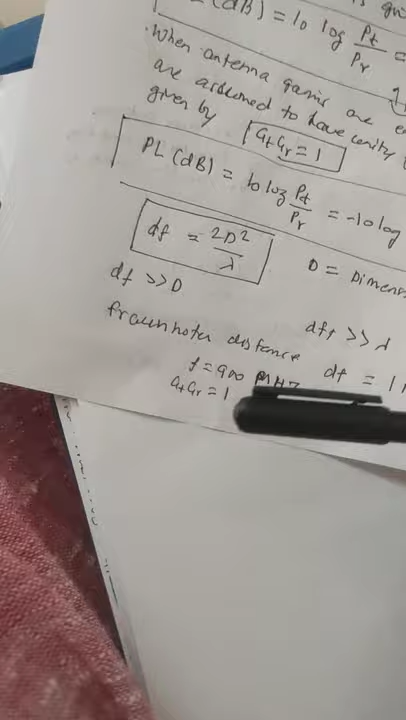 (dB) = 10 log Pt/Pr =
When antenna gains are
are assumed to have unity
given by GtGr = 1
PL (dB) = 10 log Pt/Pr = -10 log
df = 2D²/λ D = Dimens
df >> D df, >> λ
fraunhofer distance
f = 900 MHz df = 1
GtGr = 1